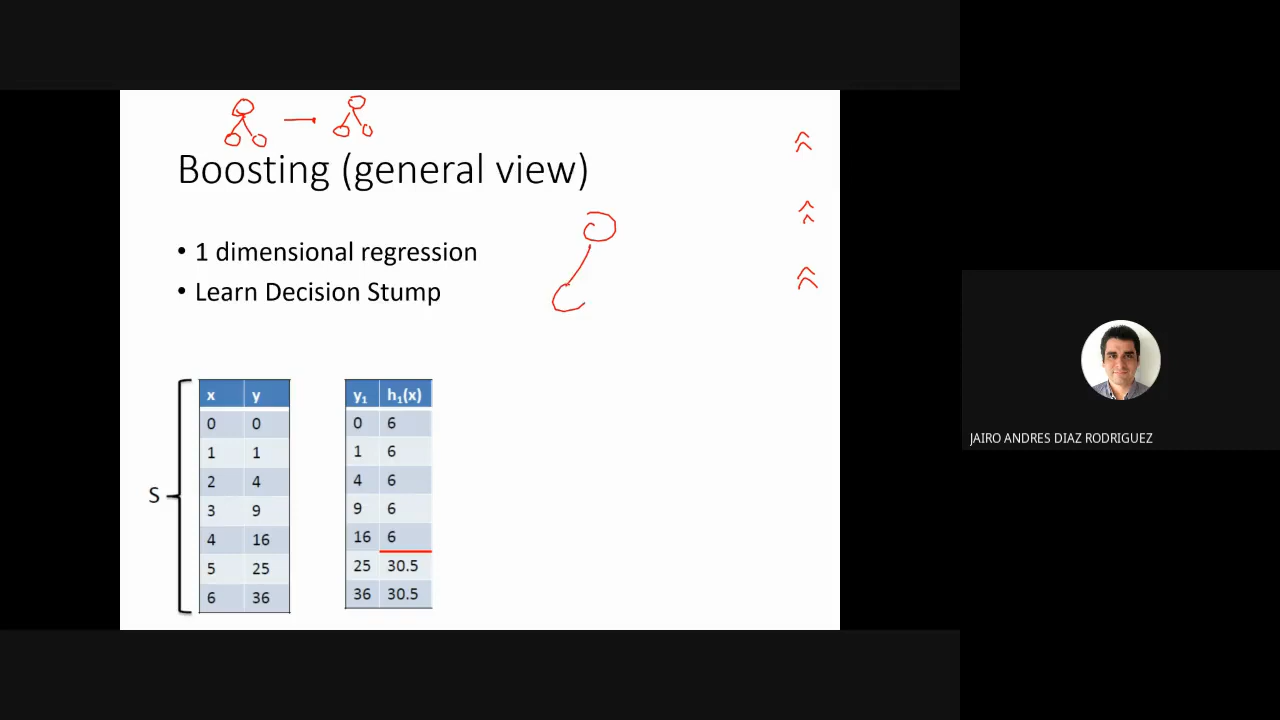 Boosting (general view)
• 1 dimensional regression
• Learn Decision Stump
S
x y
0 0
1 1
2 4
3 9
4 16
5 25
6 36
y₁ h₁(x)
0 6
1 6
4 6
9 6
16 6
25 30.5
36 30.5
JAIRO ANDRES DIAZ RODRIGUEZ